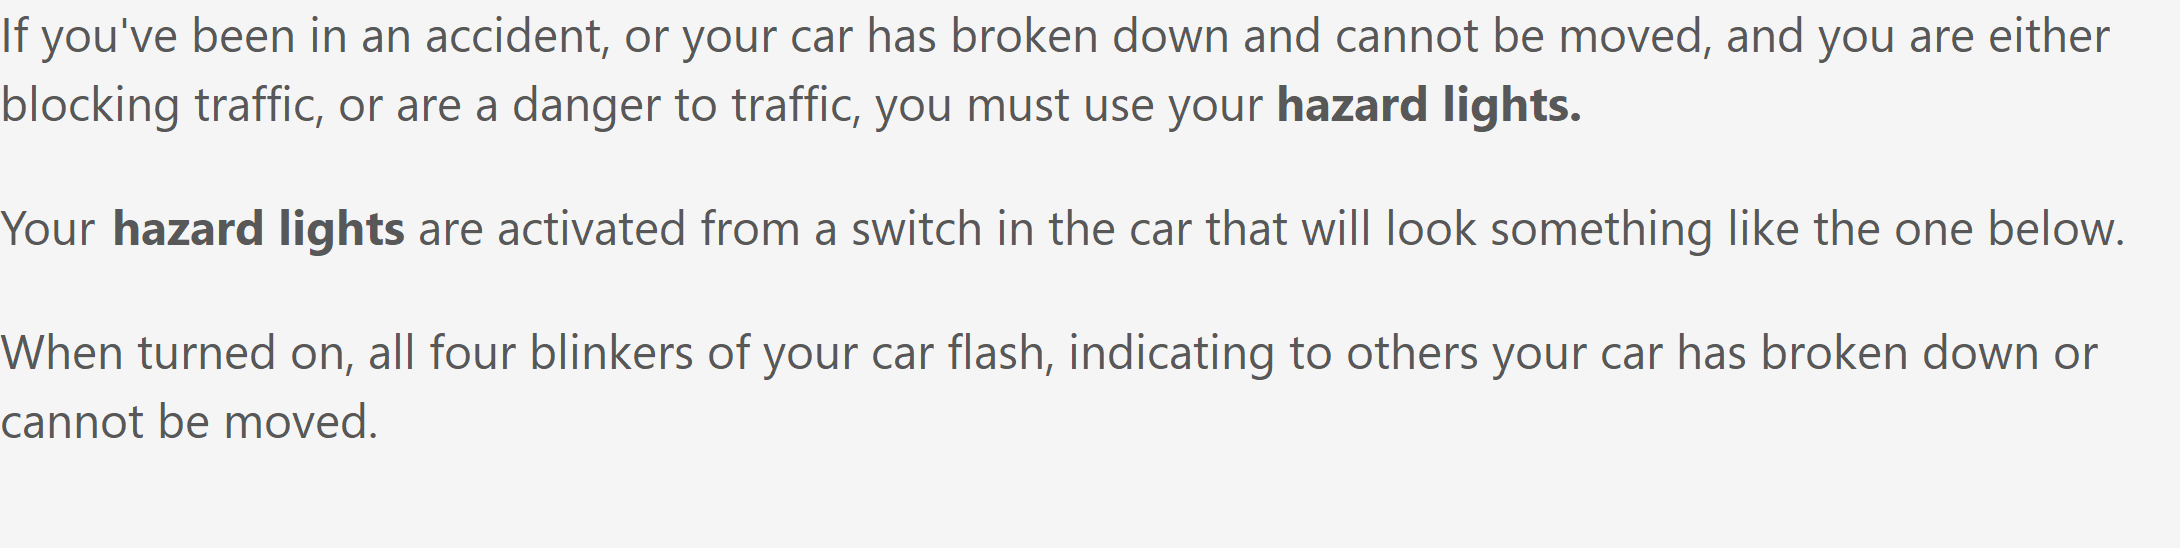 If you've been in an accident, or your car has broken down and cannot be moved, and you are either
blocking traffic, or are a danger to traffic, you must use your hazard lights.
Your hazard lights are activated from a switch in the car that will look something like the one below.
When turned on, all four blinkers of your car flash, indicating to others your car has broken down or
cannot be moved.